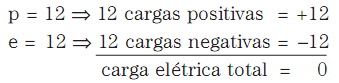 p = 12 ⇒ 12 cargas positivas = +12
e = 12 ⇒ 12 cargas negativas = –12
carga elétrica total = 0